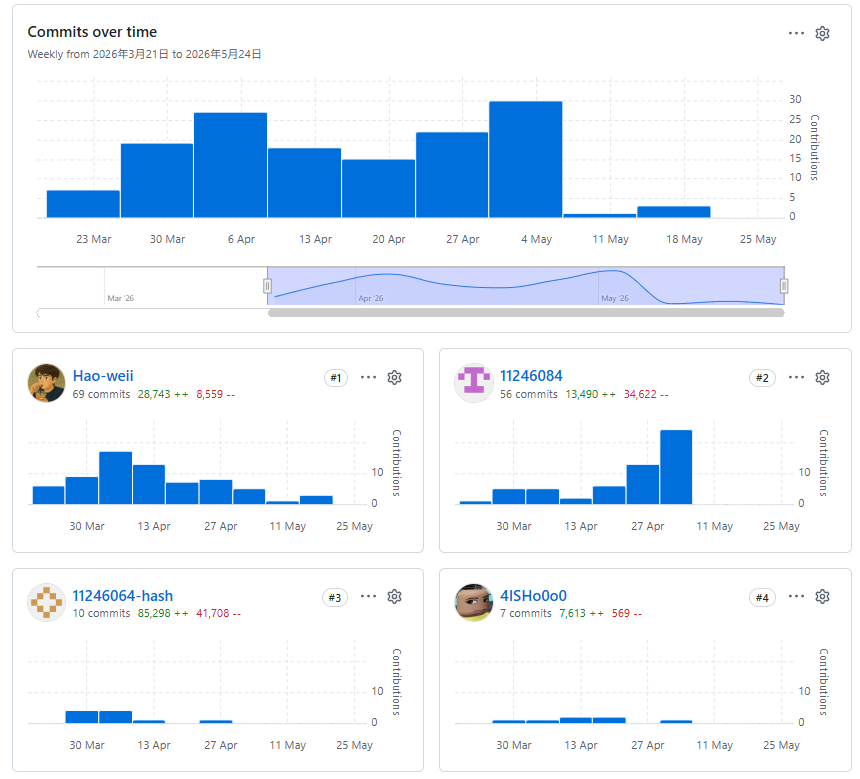 Commits over time
Weekly from 2026年3月21日 to 2026年5月24日
30
25
20
15
10
5
0
Contributions
23 Mar 30 Mar 6 Apr 13 Apr 20 Apr 27 Apr 4 May 11 May 18 May 25 May
Mar '26 Apr '26 May '26
Hao-weii #1
69 commits 28,743 ++ 8,559 --
10
0
Contributions
30 Mar 13 Apr 27 Apr 11 May 25 May
11246084 #2
56 commits 13,490 ++ 34,622 --
10
0
Contributions
30 Mar 13 Apr 27 Apr 11 May 25 May
11246064-hash #3
10 commits 85,298 ++ 41,708 --
10
0
Contributions
30 Mar 13 Apr 27 Apr 11 May 25 May
4ISHo0o0 #4
7 commits 7,613 ++ 569 --
10
0
Contributions
30 Mar 13 Apr 27 Apr 11 May 25 May